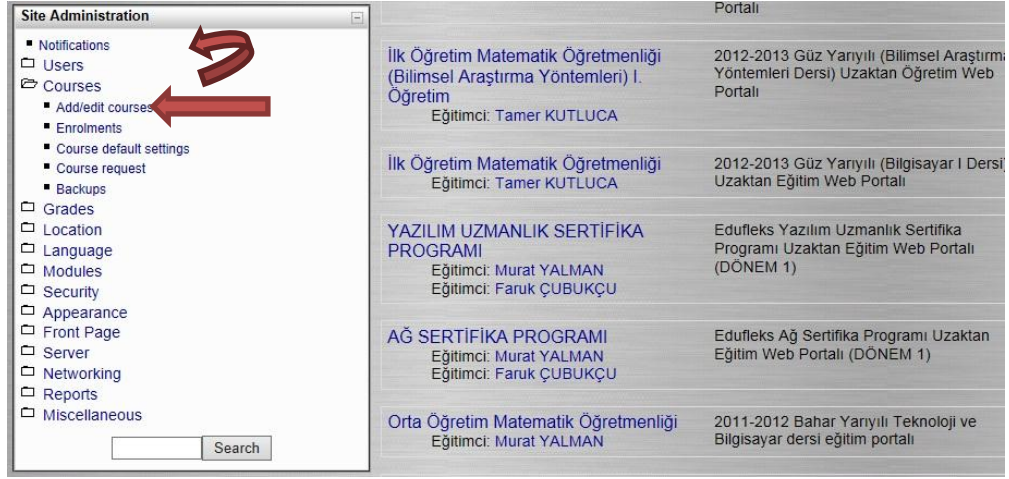 Site Administration
Notifications
Users
Courses
Add/edit courses
Enrolments
Course default settings
Course request
Backups
Grades
Location
Language
Modules
Security
Appearance
Front Page
Server
Networking
Reports
Miscellaneous
Search
Portalı
İlk Öğretim Matematik Öğretmenliği
(Bilimsel Araştırma Yöntemleri) I.
Öğretim
Eğitimci: Tamer KUTLUCA
2012-2013 Güz Yarıyılı (Bilimsel Araştırma
Yöntemleri Dersi) Uzaktan Öğretim Web
Portalı
İlk Öğretim Matematik Öğretmenliği
Eğitimci: Tamer KUTLUCA
2012-2013 Güz Yarıyılı (Bilgisayar I Dersi)
Uzaktan Eğitim Web Portalı
YAZILIM UZMANLIK SERTİFİKA
PROGRAMI
Eğitimci: Murat YALMAN
Eğitimci: Faruk ÇUBUKÇU
Edufleks Yazılım Uzmanlık Sertifika
Programı Uzaktan Eğitim Web Portalı
(DÖNEM 1)
AĞ SERTİFİKA PROGRAMI
Eğitimci: Murat YALMAN
Eğitimci: Faruk ÇUBUKÇU
Edufleks Ağ Sertifika Programı Uzaktan
Eğitim Web Portalı (DÖNEM 1)
Orta Öğretim Matematik Öğretmenliği
Eğitimci: Murat YALMAN
2011-2012 Bahar Yarıyılı Teknoloji ve
Bilgisayar dersi eğitim portalı